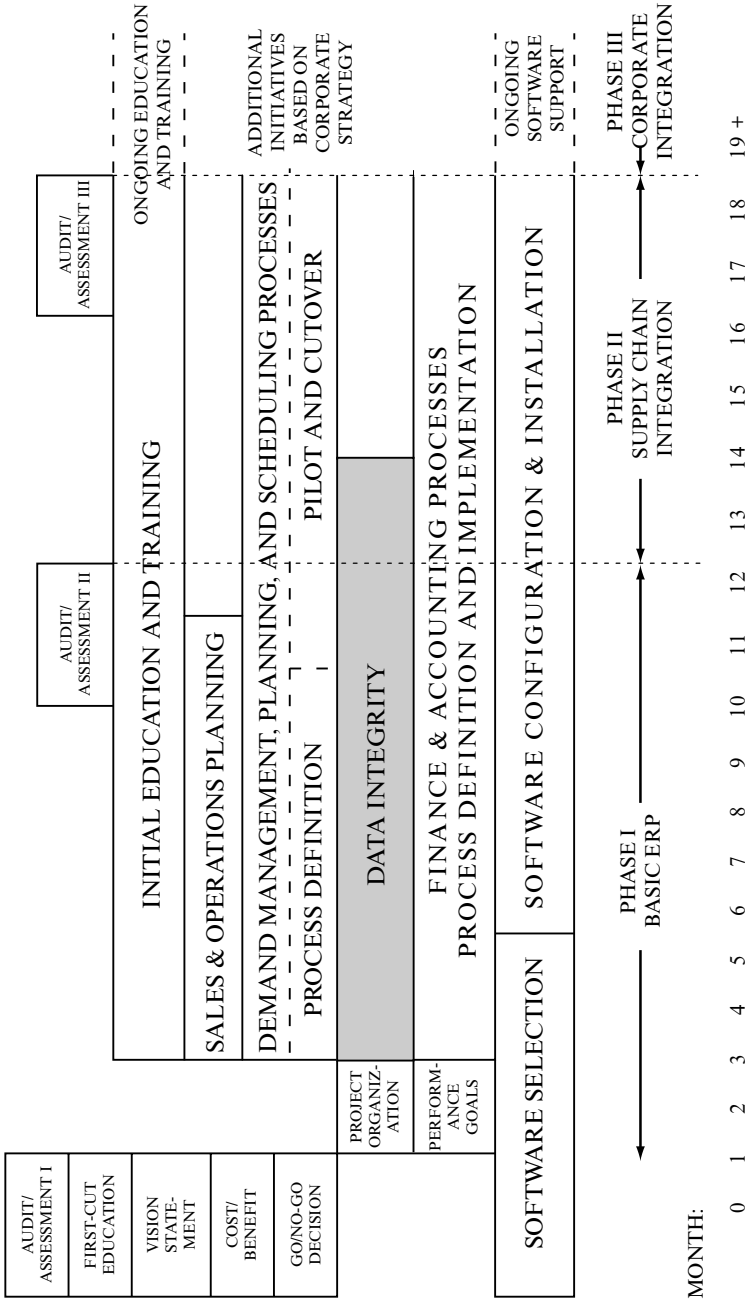 AUDIT/
ASSESSMENT I
FIRST-CUT
EDUCATION
VISION
STATE-
MENT
COST/
BENEFIT
GO/NO-GO
DECISION
AUDIT/
ASSESSMENT II
AUDIT/
ASSESSMENT III
INITIAL EDUCATION AND TRAINING
ONGOING EDUCATION
AND TRAINING
SALES & OPERATIONS PLANNING
DEMAND MANAGEMENT, PLANNING, AND SCHEDULING PROCESSES
PROCESS DEFINITION
PILOT AND CUTOVER
ADDITIONAL
INITIATIVES
BASED ON
CORPORATE
STRATEGY
PROJECT
ORGANIZ-
ATION
DATA INTEGRITY
PERFORM-
ANCE
GOALS
FINANCE & ACCOUNTING PROCESSES
PROCESS DEFINITION AND IMPLEMENTATION
SOFTWARE SELECTION
SOFTWARE CONFIGURATION & INSTALLATION
ONGOING
SOFTWARE
SUPPORT
PHASE I
BASIC ERP
PHASE II
SUPPLY CHAIN
INTEGRATION
PHASE III
CORPORATE
INTEGRATION
MONTH:
0 1 2 3 4 5 6 7 8 9 10 11 12 13 14 15 16 17 18 19 +